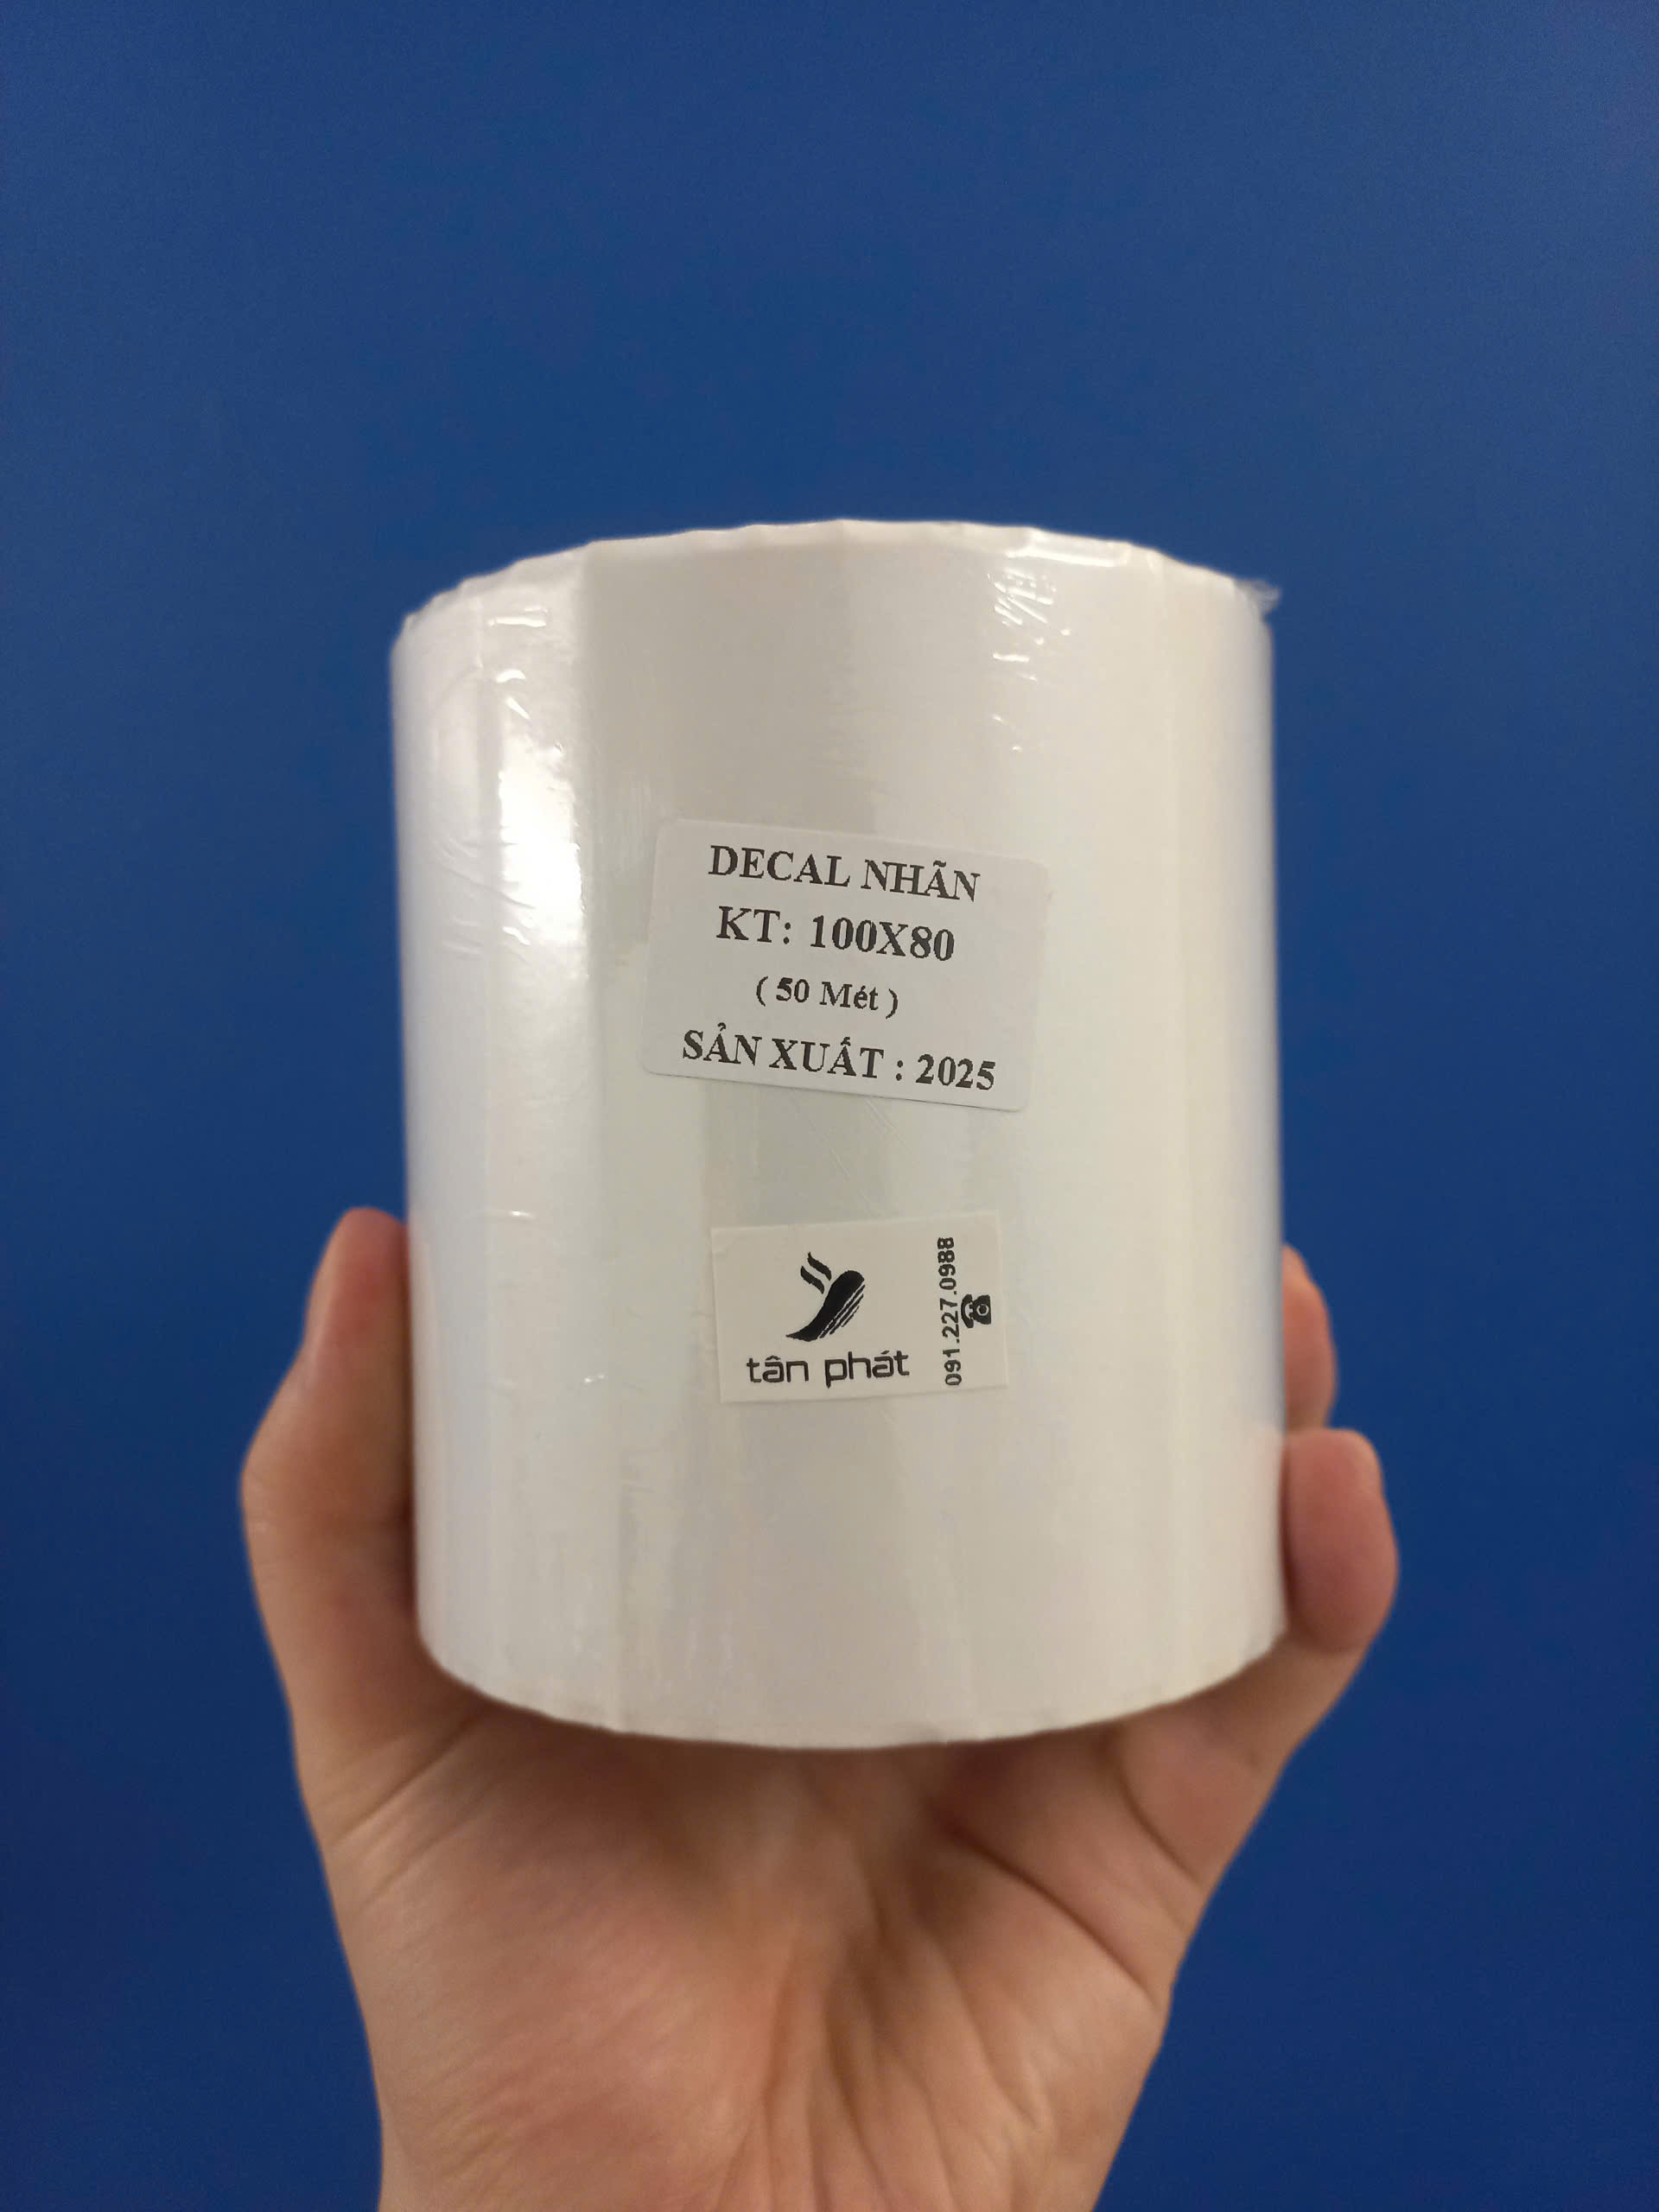 DECAL NHÃN
KT: 100X80
( 50 Mét )
SẢN XUẤT : 2025
tân phát
091.227.0988